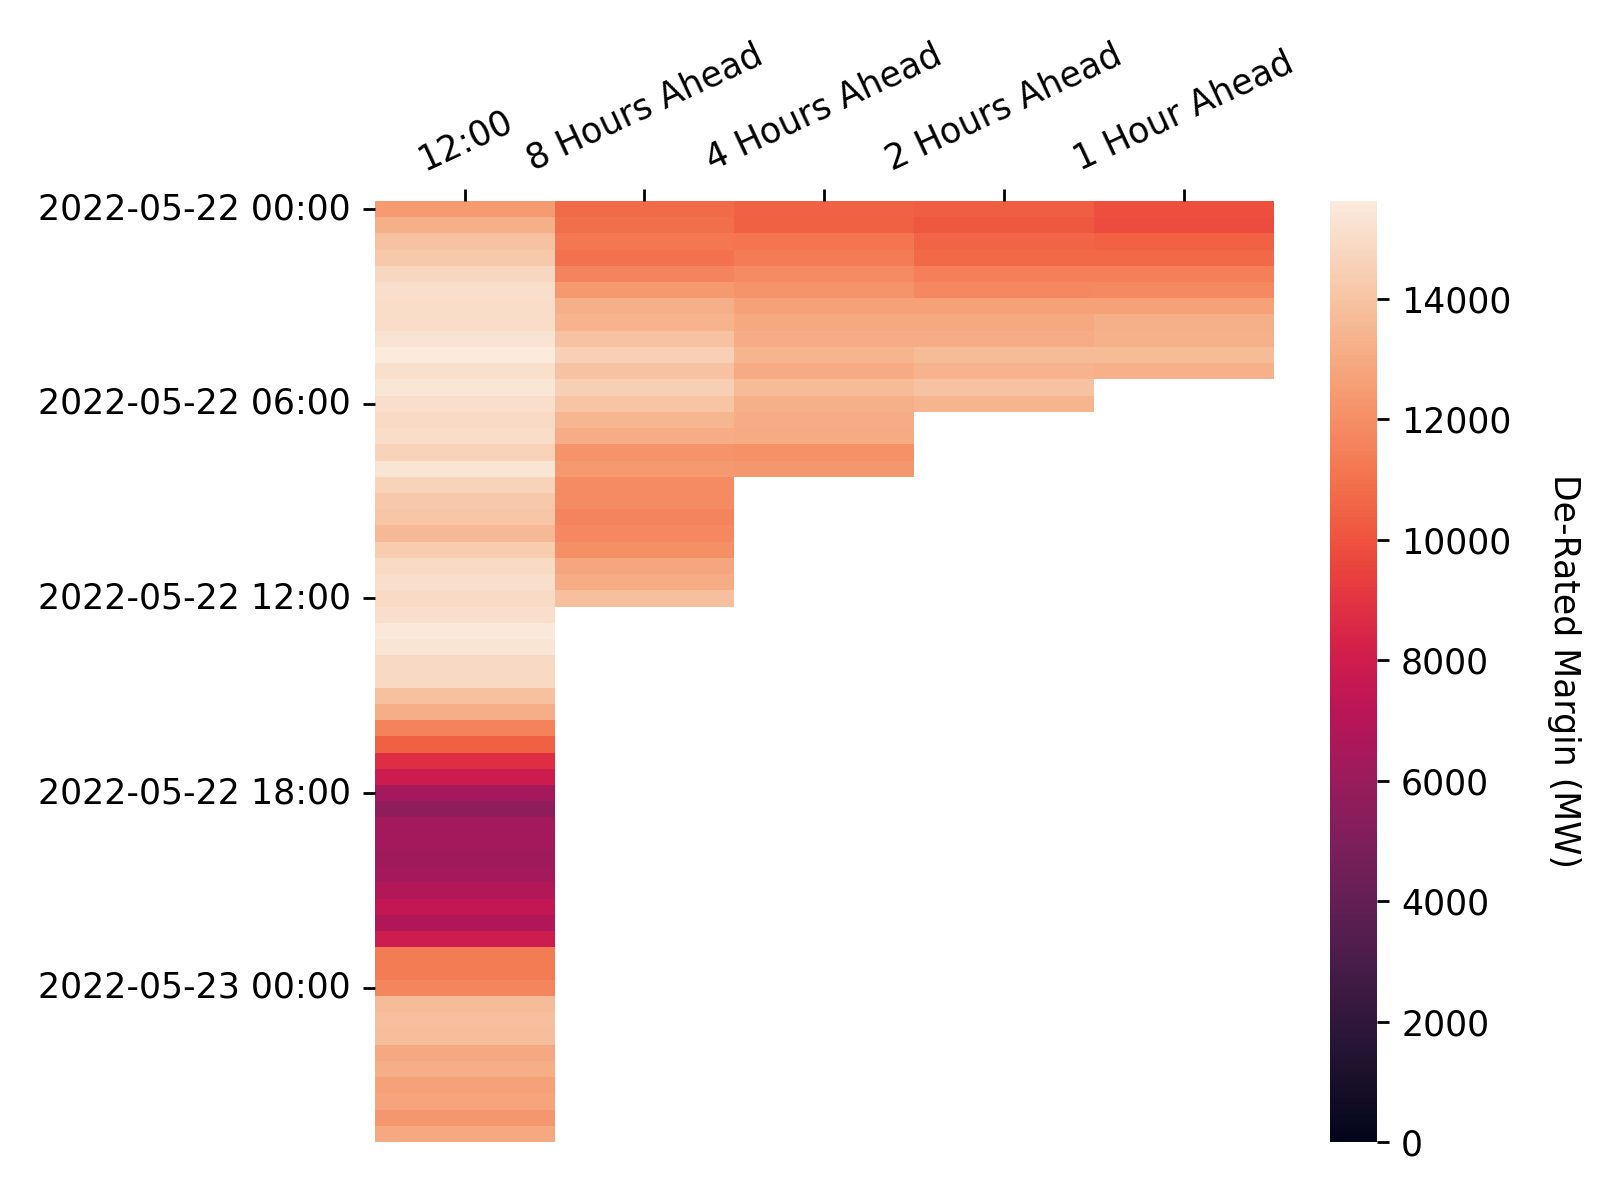 12:00
8 Hours Ahead
4 Hours Ahead
2 Hours Ahead
1 Hour Ahead
2022-05-22 00:00
2022-05-22 06:00
2022-05-22 12:00
2022-05-22 18:00
2022-05-23 00:00
14000
12000
10000
8000
6000
4000
2000
0
De-Rated Margin (MW)